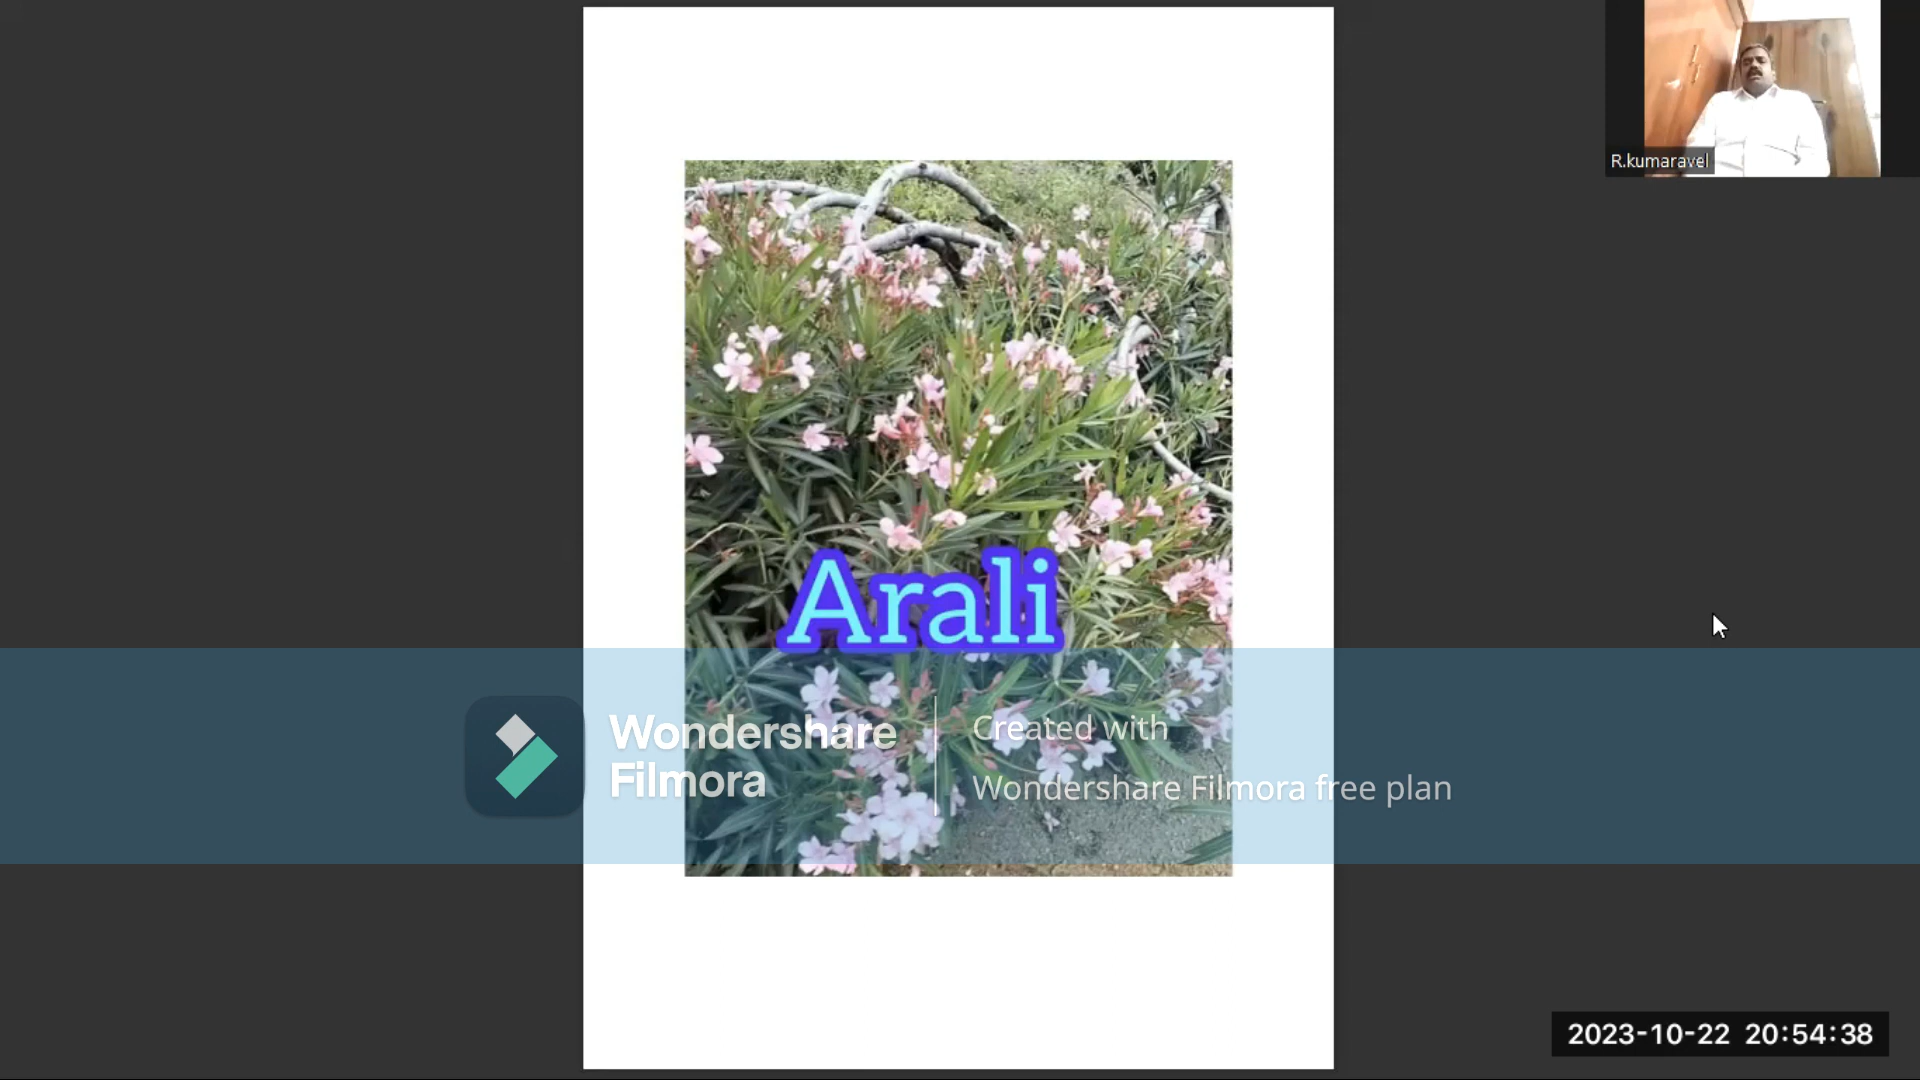 R.kumaravel
Arali
Wondershare
Filmora
Created with
Wondershare Filmora free plan
2023-10-22 20:54:38